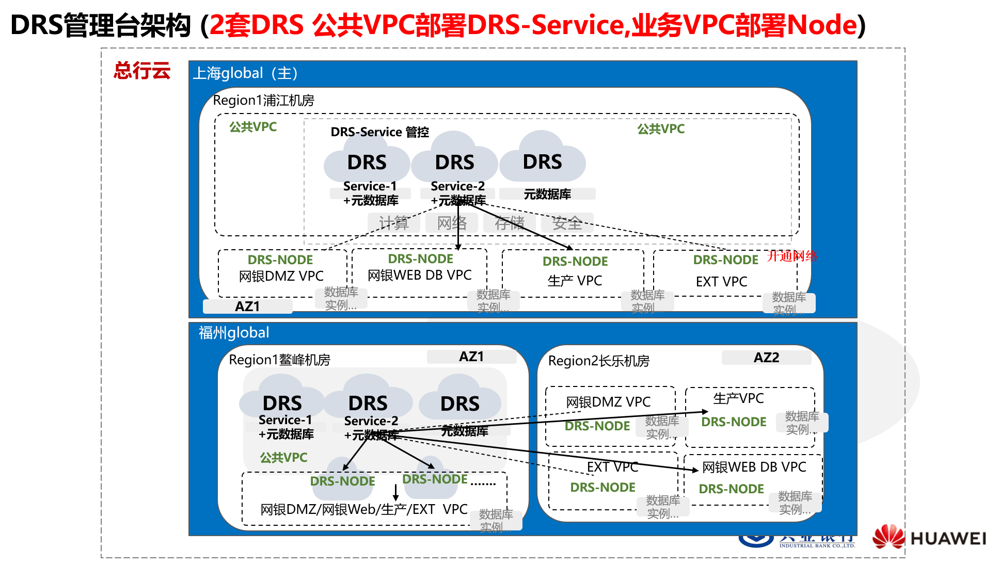 DRS管理台架构 (2套DRS 公共VPC部署DRS-Service,业务VPC部署Node)
总行云
上海global（主）
Region1浦江机房
公共VPC
DRS-Service 管控
公共VPC
DRS
DRS
DRS
Service-1
+元数据库
Service-2
+元数据库
元数据库
计算
网络
存储
安全
DRS-NODE
网银DMZ VPC
DRS-NODE
网银WEB DB VPC
DRS-NODE
生产 VPC
DRS-NODE
开通网络
EXT VPC
数据库
实例...
数据库
实例...
数据库
实例...
数据库
实例...
AZ1
福州global
Region1鳌峰机房
AZ1
DRS
DRS
DRS
Service-1
+元数据库
Service-2
+元数据库
元数据库
公共VPC
DRS-NODE
DRS-NODE
.......
网银DMZ/网银Web/生产/EXT  VPC
数据库
实例...
Region2长乐机房
AZ2
网银DMZ VPC
DRS-NODE
数据库
实例...
生产VPC
DRS-NODE
数据库
实例...
EXT VPC
DRS-NODE
数据库
实例...
网银WEB DB VPC
DRS-NODE
数据库
实例...
兴业银行
INDUSTRIAL BANK CO.,LTD.
HUAWEI